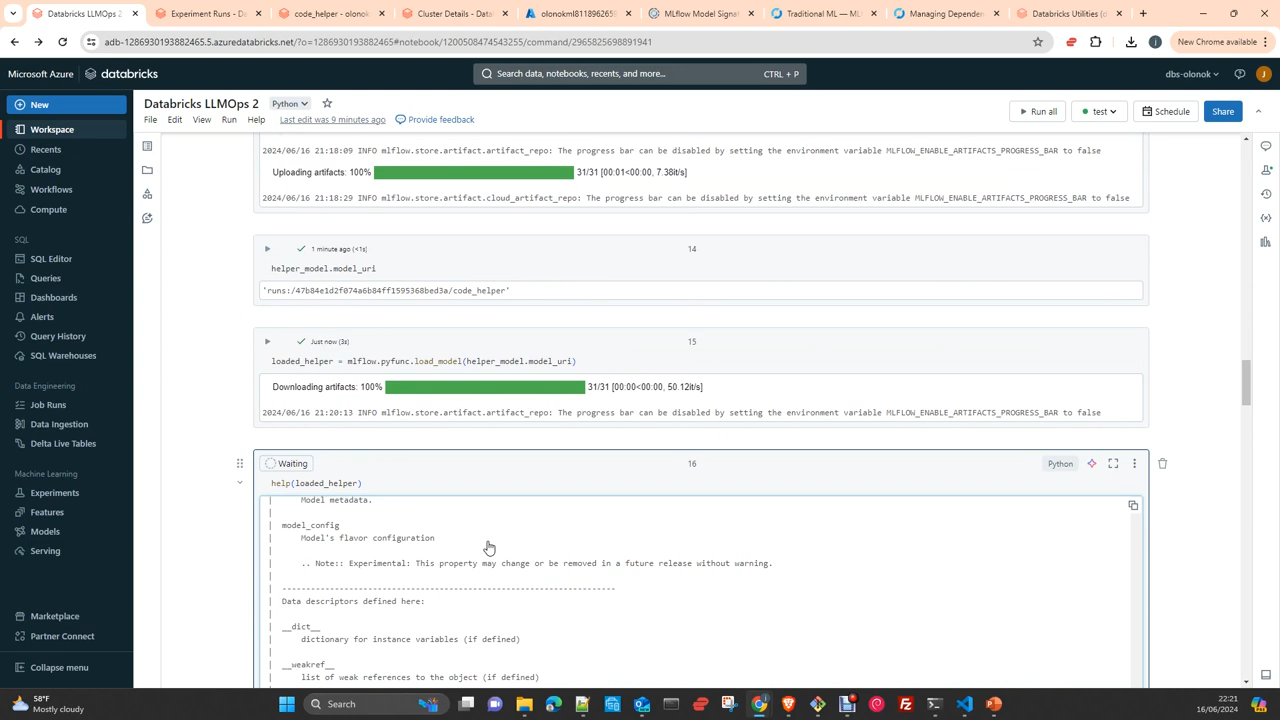 Databricks LLMOps 2
Experiment Runs - d
code_helper - olonok
Cluster Details - Data
olonokml8118962659
MLflow Model Signat
Traditional ML — ML
Managing Dependen
Databricks Utilities (d
adb-1286930193882465.5.azuredatabricks.net/?o=1286930193882465#notebook/1200508474543255/command/2965825698891941
New Chrome available
Microsoft Azure
databricks
Search data, notebooks, recents, and more...
CTRL + P
dbs-olonok
J
New
Workspace
Recents
Catalog
Workflows
Compute
SQL
SQL Editor
Queries
Dashboards
Alerts
Query History
SQL Warehouses
Data Engineering
Job Runs
Data Ingestion
Delta Live Tables
Machine Learning
Experiments
Features
Models
Serving
Marketplace
Partner Connect
Collapse menu
Databricks LLMOps 2
Python
File Edit View Run Help Last edit was 9 minutes ago Provide feedback
Run all
test
Schedule
Share
2024/06/16 21:18:09 INFO mlflow.store.artifact.artifact_repo: The progress bar can be disabled by setting the environment variable MLFLOW_ENABLE_ARTIFACTS_PROGRESS_BAR to false
Uploading artifacts: 100% 31/31 [00:01<00:00, 7.38it/s]
2024/06/16 21:18:29 INFO mlflow.store.artifact.cloud_artifact_repo: The progress bar can be disabled by setting the environment variable MLFLOW_ENABLE_ARTIFACTS_PROGRESS_BAR to false
1 minute ago (<1s)
14
helper_model.model_uri
'runs:/47b84e1d2f074a6b84ff1595368bed3a/code_helper'
Just now (3s)
15
loaded_helper = mlflow.pyfunc.load_model(helper_model.model_uri)
Downloading artifacts: 100% 31/31 [00:00<00:00, 50.12it/s]
2024/06/16 21:20:13 INFO mlflow.store.artifact.artifact_repo: The progress bar can be disabled by setting the environment variable MLFLOW_ENABLE_ARTIFACTS_PROGRESS_BAR to false
Waiting
16
Python
help(loaded_helper)
| Model metadata.
|
| model_config
| Model's flavor configuration
|
| .. Note:: Experimental: This property may change or be removed in a future release without warning.
|
| ----------------------------------------------------------------------
| Data descriptors defined here:
|
| __dict__
| dictionary for instance variables (if defined)
|
| __weakref__
| list of weak references to the object (if defined)
58°F
Mostly cloudy
Search
22:21
16/06/2024